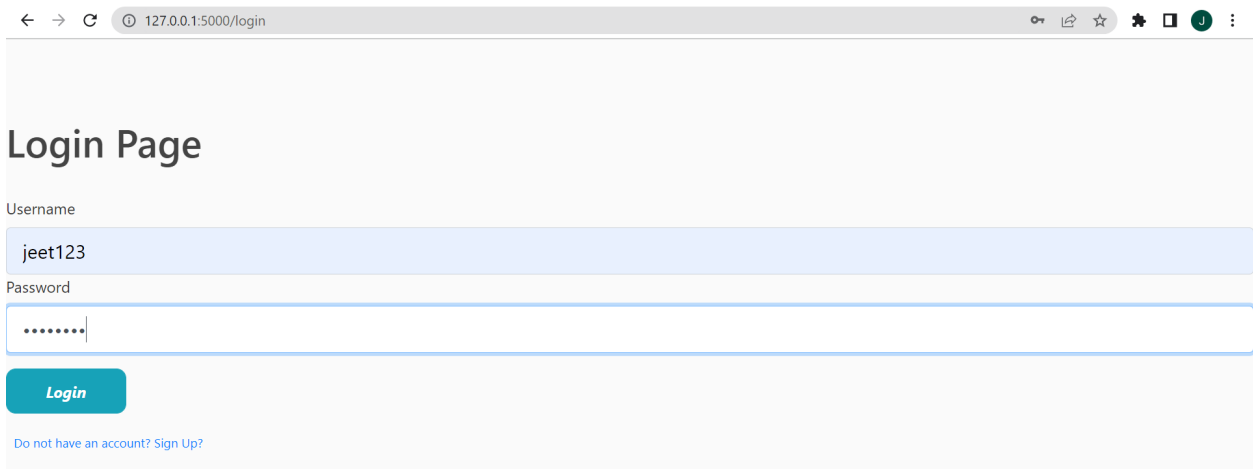 127.0.0.1:5000/login
J
Login Page
Username
jeet123
Password
••••••••
Login
Do not have an account? Sign Up?